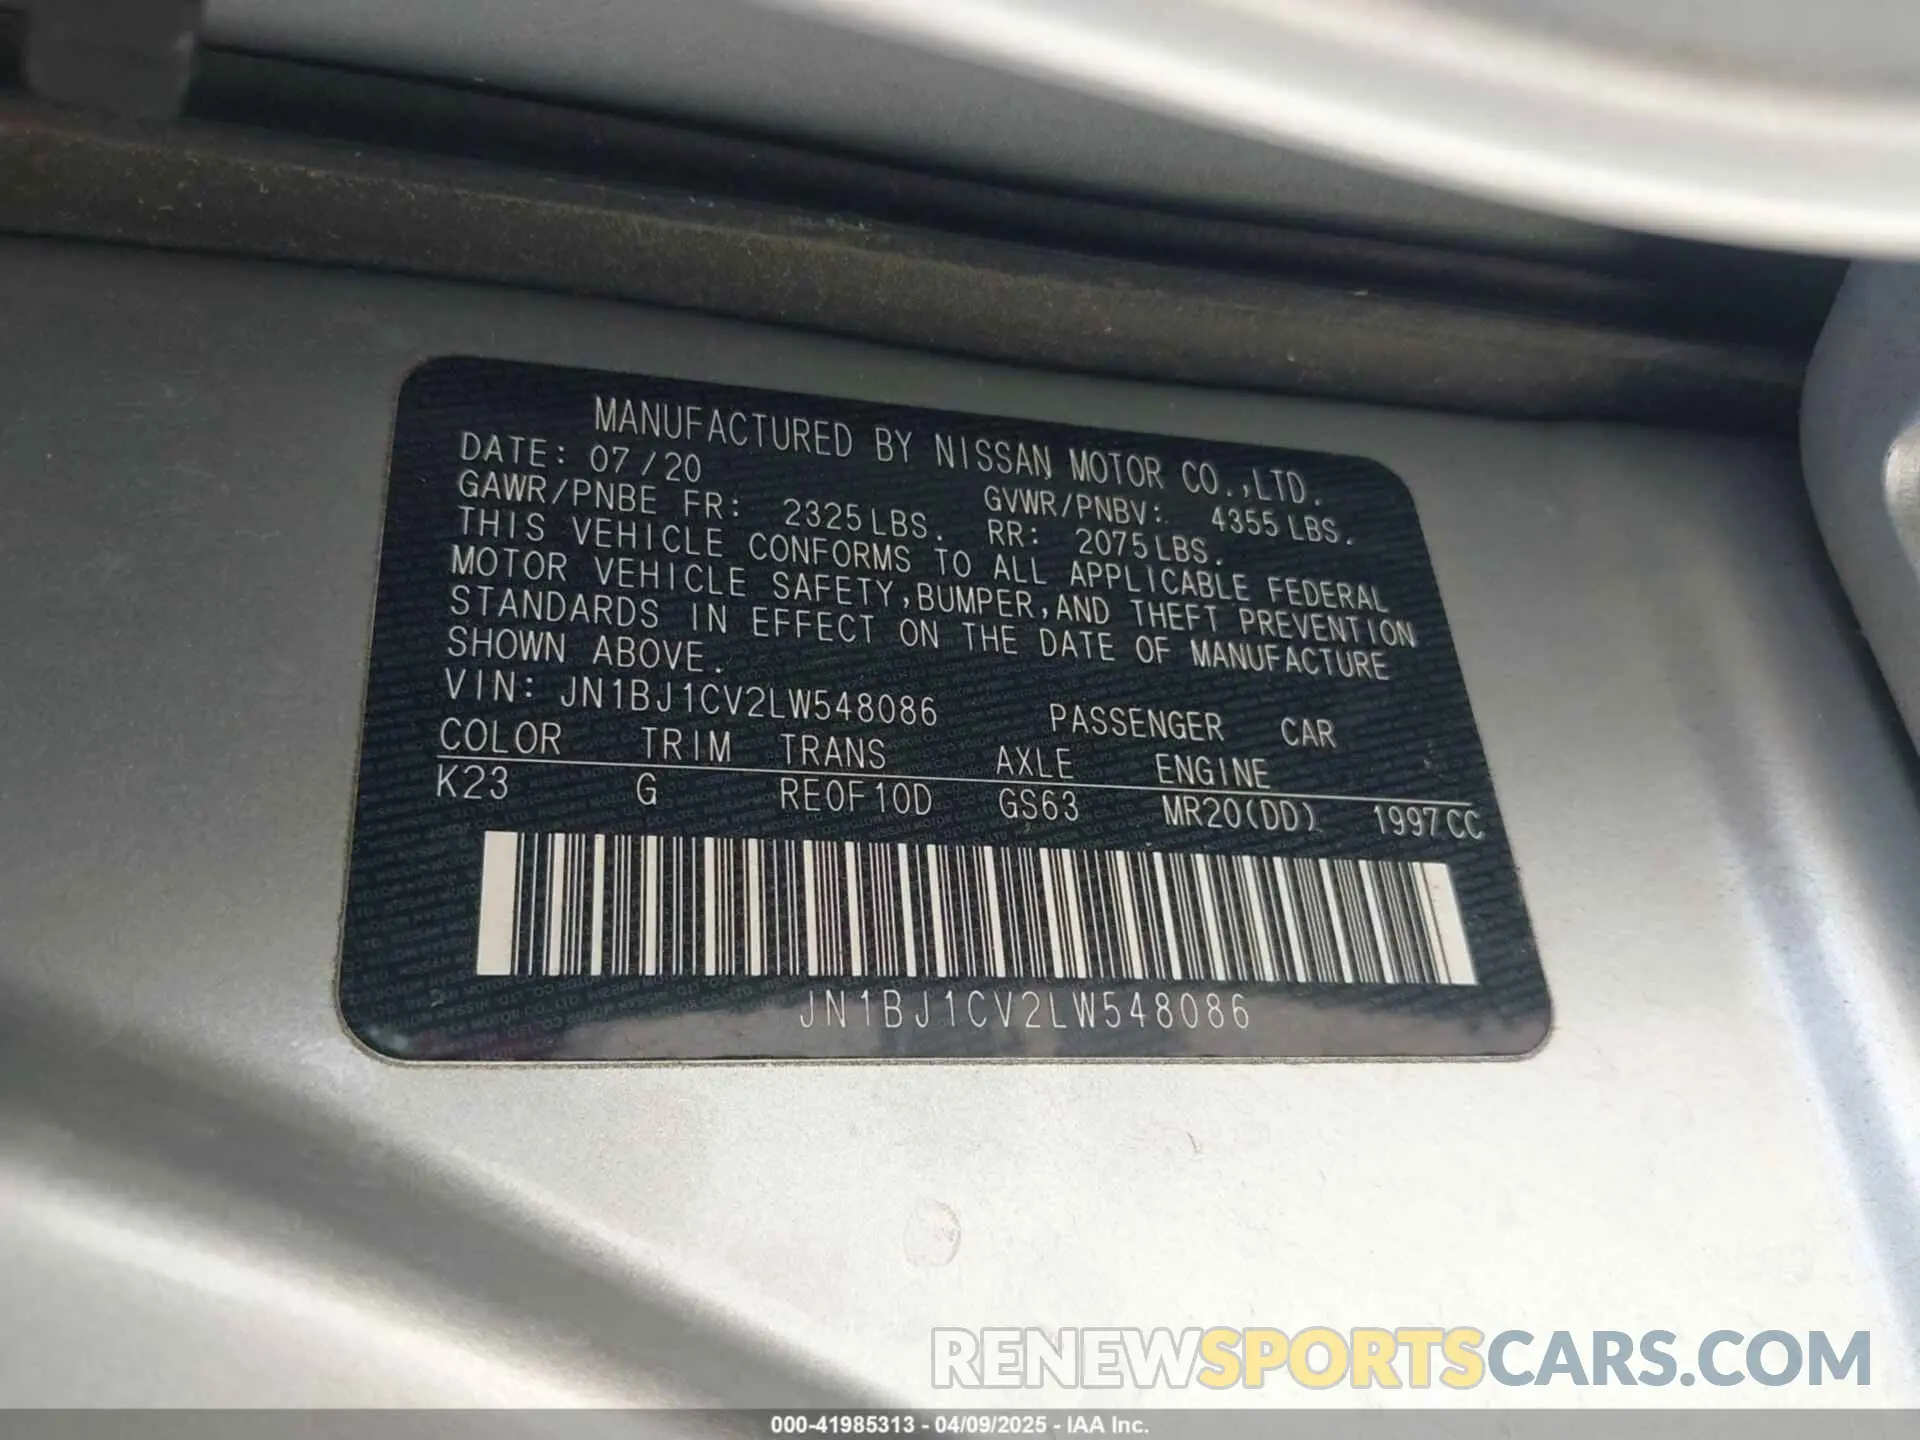 MANUFACTURED BY NISSAN MOTOR CO.,LTD.
DATE: 07/20 GVWR/PNBV: 4355 LBS.
GAWR/PNBE FR: 2325 LBS. RR: 2075 LBS.
THIS VEHICLE CONFORMS TO ALL APPLICABLE FEDERAL
MOTOR VEHICLE SAFETY,BUMPER,AND THEFT PREVENTION
STANDARDS IN EFFECT ON THE DATE OF MANUFACTURE
SHOWN ABOVE.
VIN: JN1BJ1CV2LW548086 PASSENGER CAR
COLOR TRIM TRANS AXLE ENGINE
K23 G RE0F10D GS63 MR20(DD) 1997CC
JN1BJ1CV2LW548086
RENEWSPORTSCARS.COM
000-41985313 - 04/09/2025 - IAA Inc.